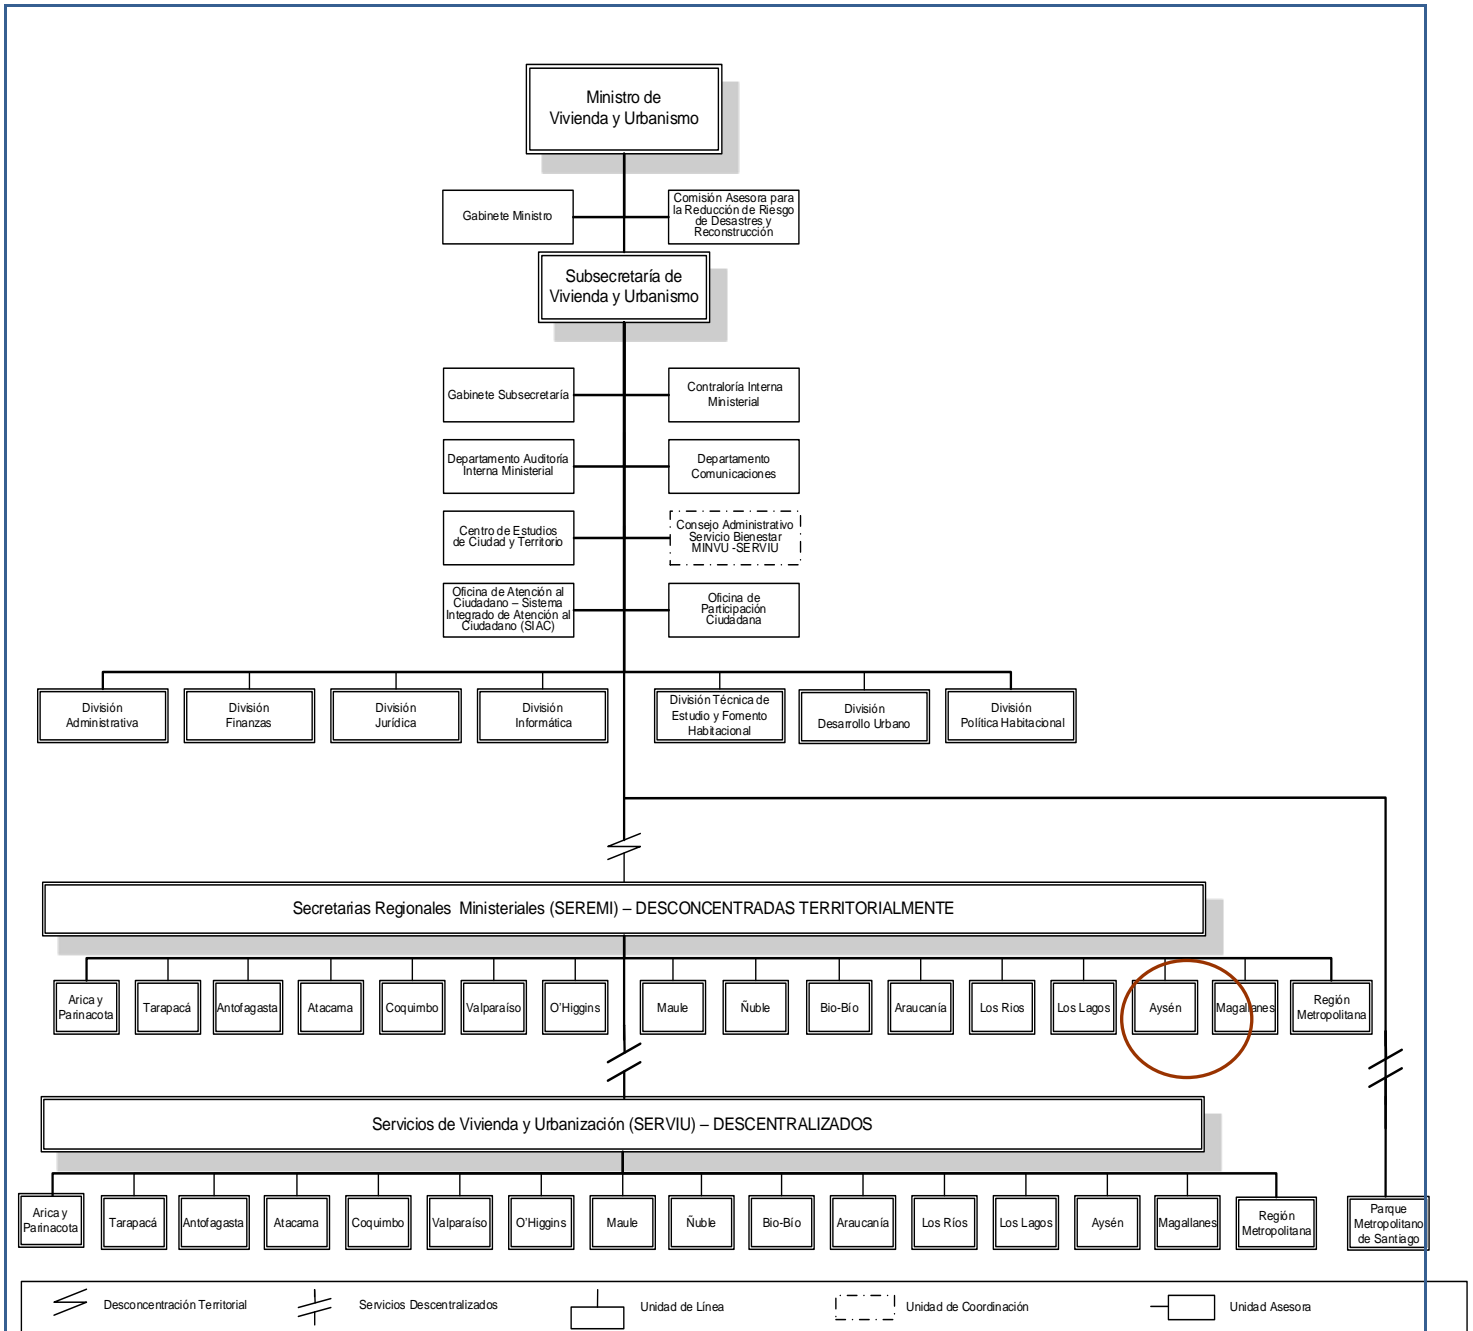 Ministro de
Vivienda y Urbanismo
Gabinete Ministro
Comisión Asesora para
la Reducción de Riesgo
de Desastres y
Reconstrucción
Subsecretaría de
Vivienda y Urbanismo
Gabinete Subsecretaría
Contraloría Interna
Ministerial
Departamento Auditoría
Interna Ministerial
Departamento
Comunicaciones
Centro de Estudios
de Ciudad y Territorio
Consejo Administrativo
Servicio Bienestar
MINVU -SERVIU
Oficina de Atención al
Ciudadano – Sistema
Integrado de Atención al
Ciudadano (SIAC)
Oficina de
Participación
Ciudadana
División
Administrativa
División
Finanzas
División
Jurídica
División
Informática
División Técnica de
Estudio y Fomento
Habitacional
División
Desarrollo Urbano
División
Política Habitacional
Secretarias Regionales Ministeriales (SEREMI) – DESCONCENTRADAS TERRITORIALMENTE
Arica y
Parinacota
Tarapacá
Antofagasta
Atacama
Coquimbo
Valparaíso
O'Higgins
Maule
Ñuble
Bio-Bío
Araucanía
Los Rios
Los Lagos
Aysén
Magallanes
Región
Metropolitana
Servicios de Vivienda y Urbanización (SERVIU) – DESCENTRALIZADOS
Arica y
Parinacota
Tarapacá
Antofagasta
Atacama
Coquimbo
Valparaíso
O'Higgins
Maule
Ñuble
Bio-Bío
Araucanía
Los Ríos
Los Lagos
Aysén
Magallanes
Región
Metropolitana
Parque
Metropolitano
de Santiago
Desconcentración Territorial
Servicios Descentralizados
Unidad de Línea
Unidad de Coordinación
Unidad Asesora